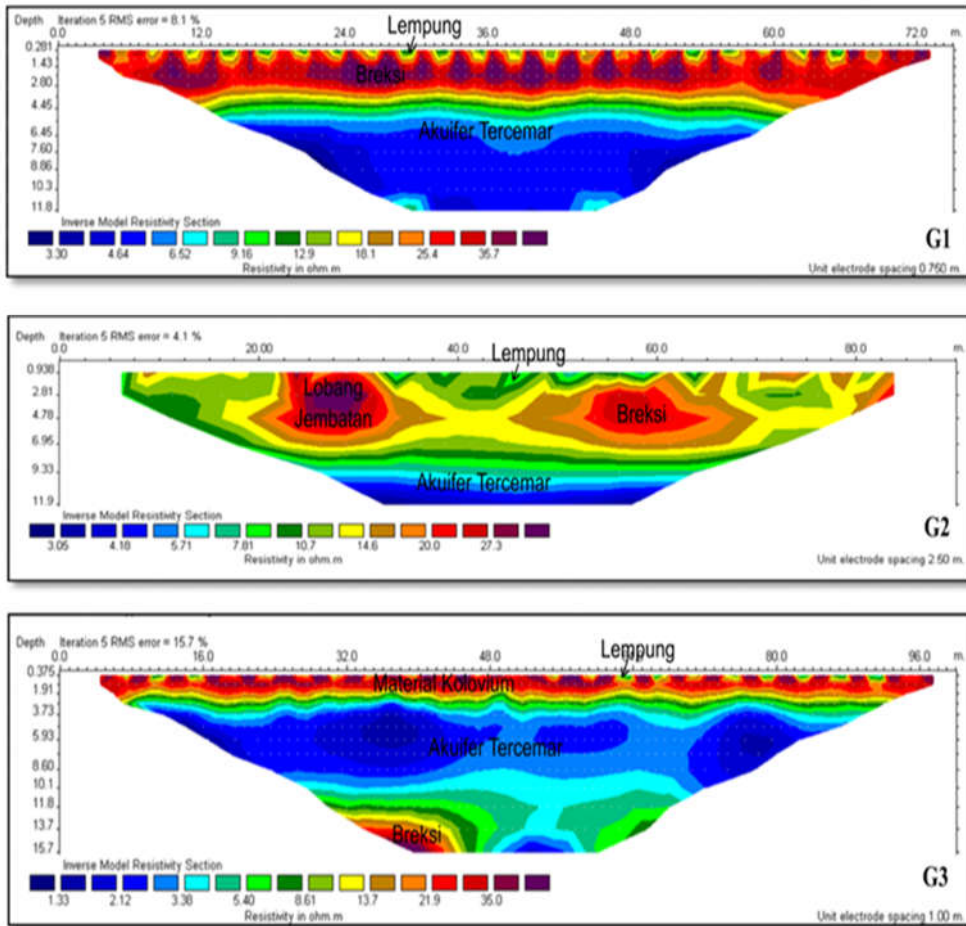 Depth Iteration 5 RMS error = 8.1 %
Lempung
0.0 12.0 24.0 36.0 48.0 60.0 72.0 m.
0.281
1.43
Breksi
2.80
4.45
Akuifer Tercemar
6.45
7.60
8.86
10.3
11.8
Inverse Model Resistivity Section
3.30 4.64 6.52 9.16 12.9 18.1 25.4 35.7
Resistivity in ohm.m
G1
Unit electrode spacing 0.750 m.
Depth Iteration 5 RMS error = 4.1 %
0.0 20.00 40.0 60.0 80.0 m.
Lempung
0.938
2.81
Lobang
Jembatan
Breksi
4.78
6.95
9.33
Akuifer Tercemar
11.9
Inverse Model Resistivity Section
3.05 4.18 5.71 7.81 10.7 14.6 20.0 27.3
Resistivity in ohm.m
G2
Unit electrode spacing 2.50 m.
Depth Iteration 5 RMS error = 15.7 %
Lempung
0.0 16.0 32.0 48.0 80.0 96.0 m.
0.375
Material Kolovium
1.91
3.73
5.93
Akuifer Tercemar
8.60
10.1
11.8
13.7
Breksi
15.7
Inverse Model Resistivity Section
1.33 2.12 3.38 5.40 8.61 13.7 21.9 35.0
Resistivity in ohm.m
G3
Unit electrode spacing 1.00 m.